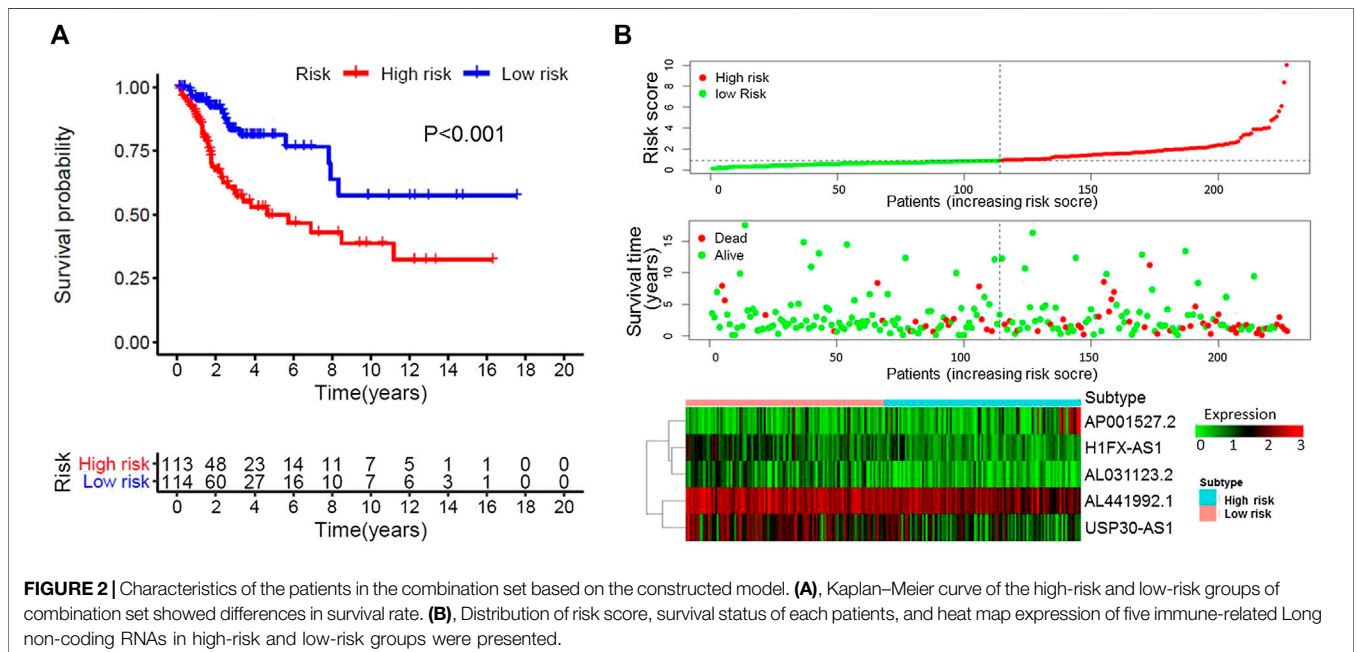 A
Risk High risk Low risk
P<0.001
Survival probability
1.00
0.75
0.50
0.25
0.00
0 2 4 6 8 10 12 14 16 18 20
Time(years)
Risk
High risk 113 48 23 14 11 7 5 1 1 0 0
Low risk 114 60 27 16 10 7 6 3 1 0 0
0 2 4 6 8 10 12 14 16 18 20
Time(years)
B
High risk
low Risk
Risk score
10
8
6
4
2
0
0 50 100 150 200
Patients (increasing risk socre)
Dead
Alive
Survival time
(years)
15
10
5
0
0 50 100 150 200
Patients (increasing risk socre)
Subtype
AP001527.2
H1FX-AS1
AL031123.2
AL441992.1
USP30-AS1
Expression
0 1 2 3
Subtype
High risk
Low risk
FIGURE 2 | Characteristics of the patients in the combination set based on the constructed model. (A), Kaplan–Meier curve of the high-risk and low-risk groups of
combination set showed differences in survival rate. (B), Distribution of risk score, survival status of each patients, and heat map expression of five immune-related Long
non-coding RNAs in high-risk and low-risk groups were presented.